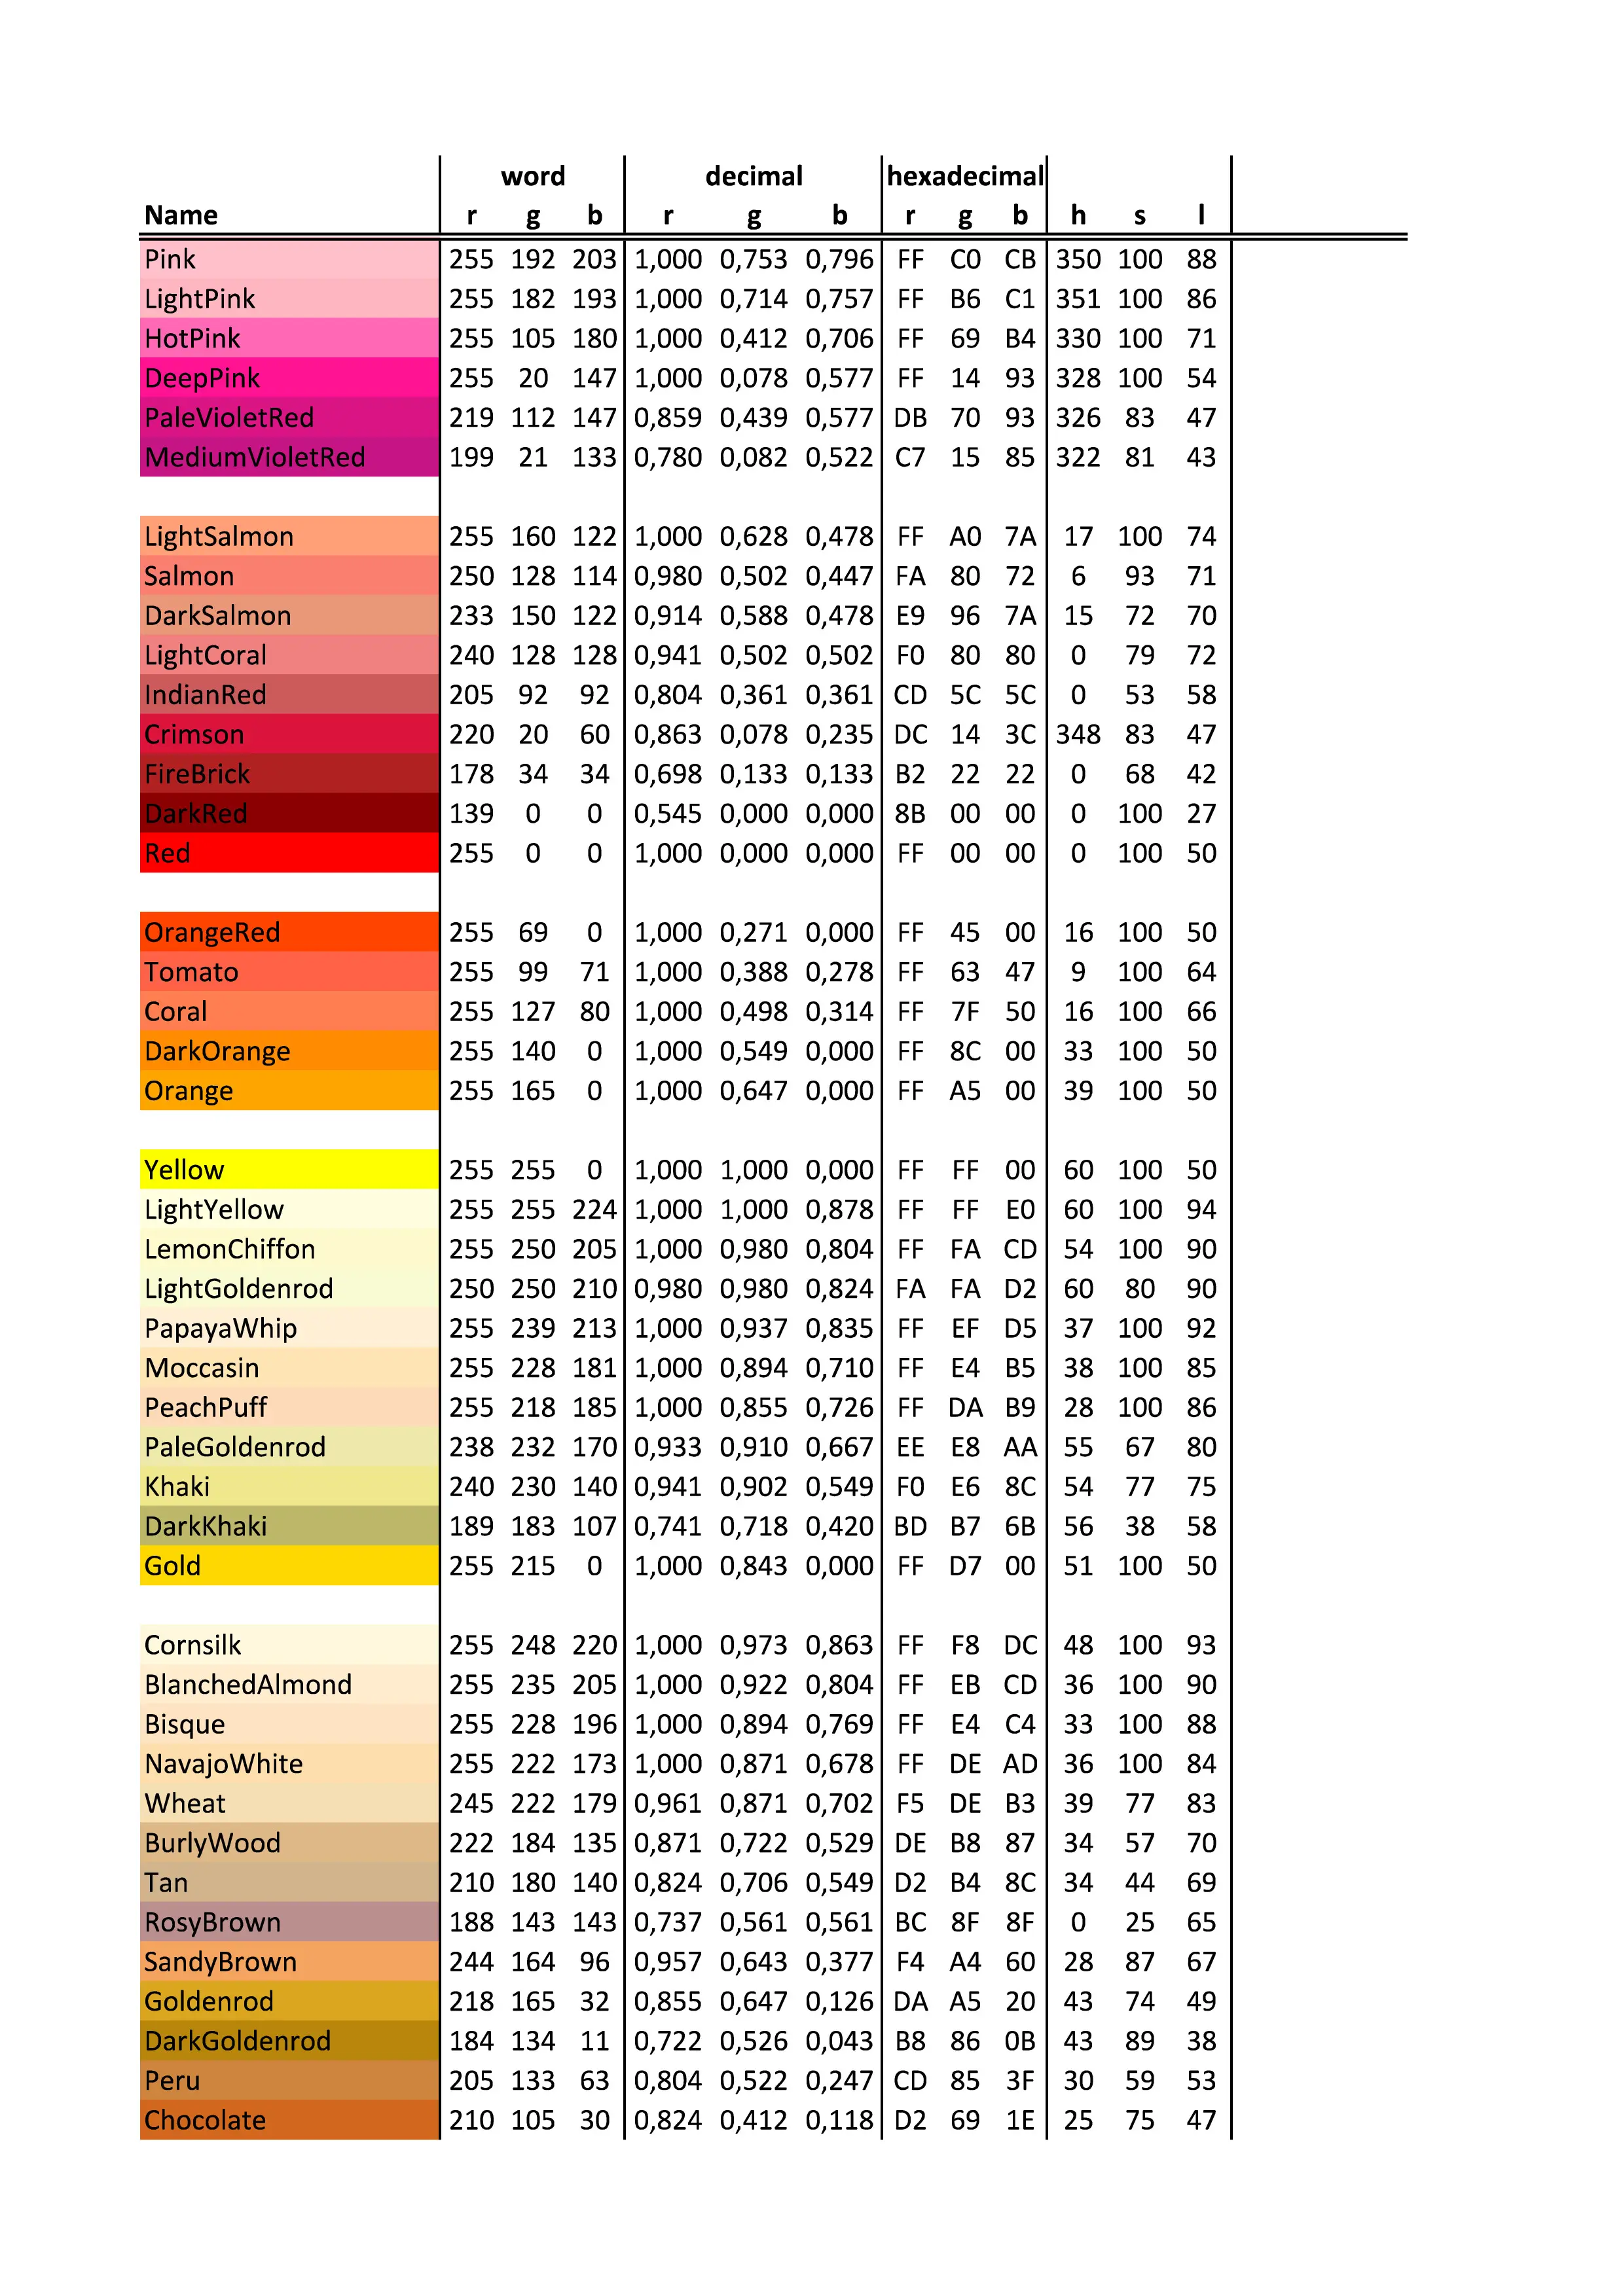 word decimal hexadecimal
Name r g b r g b r g b h s l
Pink 255 192 203 1,000 0,753 0,796 FF C0 CB 350 100 88
LightPink 255 182 193 1,000 0,714 0,757 FF B6 C1 351 100 86
HotPink 255 105 180 1,000 0,412 0,706 FF 69 B4 330 100 71
DeepPink 255 20 147 1,000 0,078 0,577 FF 14 93 328 100 54
PaleVioletRed 219 112 147 0,859 0,439 0,577 DB 70 93 326 83 47
MediumVioletRed 199 21 133 0,780 0,082 0,522 C7 15 85 322 81 43
LightSalmon 255 160 122 1,000 0,628 0,478 FF A0 7A 17 100 74
Salmon 250 128 114 0,980 0,502 0,447 FA 80 72 6 93 71
DarkSalmon 233 150 122 0,914 0,588 0,478 E9 96 7A 15 72 70
LightCoral 240 128 128 0,941 0,502 0,502 F0 80 80 0 79 72
IndianRed 205 92 92 0,804 0,361 0,361 CD 5C 5C 0 53 58
Crimson 220 20 60 0,863 0,078 0,235 DC 14 3C 348 83 47
FireBrick 178 34 34 0,698 0,133 0,133 B2 22 22 0 68 42
DarkRed 139 0 0 0,545 0,000 0,000 8B 00 00 0 100 27
Red 255 0 0 1,000 0,000 0,000 FF 00 00 0 100 50
OrangeRed 255 69 0 1,000 0,271 0,000 FF 45 00 16 100 50
Tomato 255 99 71 1,000 0,388 0,278 FF 63 47 9 100 64
Coral 255 127 80 1,000 0,498 0,314 FF 7F 50 16 100 66
DarkOrange 255 140 0 1,000 0,549 0,000 FF 8C 00 33 100 50
Orange 255 165 0 1,000 0,647 0,000 FF A5 00 39 100 50
Yellow 255 255 0 1,000 1,000 0,000 FF FF 00 60 100 50
LightYellow 255 255 224 1,000 1,000 0,878 FF FF E0 60 100 94
LemonChiffon 255 250 205 1,000 0,980 0,804 FF FA CD 54 100 90
LightGoldenrod 250 250 210 0,980 0,980 0,824 FA FA D2 60 80 90
PapayaWhip 255 239 213 1,000 0,937 0,835 FF EF D5 37 100 92
Moccasin 255 228 181 1,000 0,894 0,710 FF E4 B5 38 100 85
PeachPuff 255 218 185 1,000 0,855 0,726 FF DA B9 28 100 86
PaleGoldenrod 238 232 170 0,933 0,910 0,667 EE E8 AA 55 67 80
Khaki 240 230 140 0,941 0,902 0,549 F0 E6 8C 54 77 75
DarkKhaki 189 183 107 0,741 0,718 0,420 BD B7 6B 56 38 58
Gold 255 215 0 1,000 0,843 0,000 FF D7 00 51 100 50
Cornsilk 255 248 220 1,000 0,973 0,863 FF F8 DC 48 100 93
BlanchedAlmond 255 235 205 1,000 0,922 0,804 FF EB CD 36 100 90
Bisque 255 228 196 1,000 0,894 0,769 FF E4 C4 33 100 88
NavajoWhite 255 222 173 1,000 0,871 0,678 FF DE AD 36 100 84
Wheat 245 222 179 0,961 0,871 0,702 F5 DE B3 39 77 83
BurlyWood 222 184 135 0,871 0,722 0,529 DE B8 87 34 57 70
Tan 210 180 140 0,824 0,706 0,549 D2 B4 8C 34 44 69
RosyBrown 188 143 143 0,737 0,561 0,561 BC 8F 8F 0 25 65
SandyBrown 244 164 96 0,957 0,643 0,377 F4 A4 60 28 87 67
Goldenrod 218 165 32 0,855 0,647 0,126 DA A5 20 43 74 49
DarkGoldenrod 184 134 11 0,722 0,526 0,043 B8 86 0B 43 89 38
Peru 205 133 63 0,804 0,522 0,247 CD 85 3F 30 59 53
Chocolate 210 105 30 0,824 0,412 0,118 D2 69 1E 25 75 47